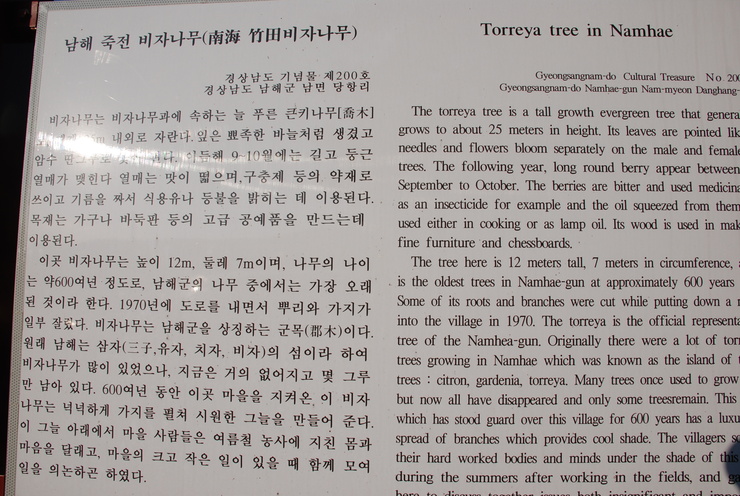 남해 죽전 비자나무(南海 竹田비자나무)
경상남도 기념물 제200호
경상남도 남해군 남면 당항리
비자나무는 비자나무과에 속하는 늘 푸른 큰키나무[喬木]
내외로 자란다.잎은 뾰족한 바늘처럼 생겼고
암수 9~10월에는 길고 둥근
열매가 맺힌다 열매는 맛이 떫으며,구충제 등의 약재로
쓰이고 기름을 짜서 식용유나 등불을 밝히는 데 이용된다.
목재는 가구나 바둑판 등의 고급 공예품을 만드는데
이용된다.
이곳 비자나무는 높이 12m, 둘레 7m이며, 나무의 나이
는 약600여년 정도로, 남해군의 나무 중에서는 가장 오래
된 것이라 한다. 1970년에 도로를 내면서 뿌리와 가지가
일부 잘렸다. 비자나무는 남해군을 상징하는 군목(郡木)이다.
원래 남해는 삼자(三子,유자, 치자, 비자)의 섬이라 하여
비자나무가 많이 있었으나, 지금은 거의 없어지고 몇 그루
만 남아 있다. 600여년 동안 이곳 마을을 지켜온 이 비자
나무는 넉넉하게 가지를 펼쳐 시원한 그늘을 만들어 준다.
이 그늘 아래에서 마을 사람들은 여름철 농사에 지친 몸과
마음을 달래고, 마을의 크고 작은 일이 있을 때 함께 모여
일을 의논하곤 하였다.
Torreya tree in Namhae
Gyeongsangnam-do Cultural Treasure No. 200
Gyeongsangnam-do Namhae-gun Nam-myeon Danghang-
The torreya tree is a tall growth evergreen tree that genera
grows to about 25 meters in height. Its leaves are pointed lik
needles and flowers bloom separately on the male and female
trees. The following year, long round berry appear between
September to October. The berries are bitter and used medicina
as an insecticide for example and the oil squeezed from them
used either in cooking or as lamp oil. Its wood is used in mak
fine furniture and chessboards.
The tree here is 12 meters tall, 7 meters in circumference, a
is the oldest trees in Namhae-gun at approximately 600 years
Some of its roots and branches were cut while putting down a r
into the village in 1970. The torreya is the official representa
tree of the Namhea-gun. Originally there were a lot of torr
trees growing in Namhae which was known as the island of
trees : citron, gardenia, torreya. Many trees once used to grow
but now all have disappeared and only some treesremain. This
which has stood guard over this village for 600 years has a luxu
spread of branches which provides cool shade. The villagers so
their hard worked bodies and minds under the shade of this
during the summers after working in the fields, and ga
here to discuss together issues both insignificant and impor